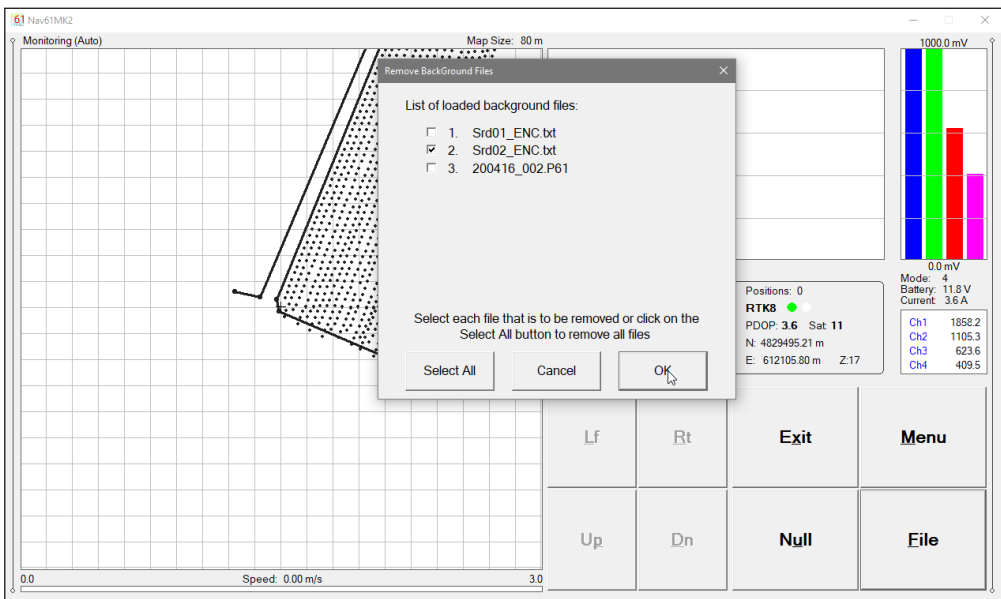 61 Nav61MK2
Monitoring (Auto)
Map Size: 80 m
1000.0 mV
Remove BackGround Files
List of loaded background files:
1. Srd01_ENC.txt
2. Srd02_ENC.txt
3. 200416_002.P61
Select each file that is to be removed or click on the
Select All button to remove all files
Select All
Cancel
OK
0.0 mV
Mode: 4
Battery: 11.8 V
Current: 3.6 A
Positions: 0
RTK8
PDOP: 3.6 Sat: 11
N: 4829495.21 m
E: 612105.80 m Z:17
Ch1 1858.2
Ch2 1105.3
Ch3 623.6
Ch4 409.5
Lf
Rt
Exit
Menu
Up
Dn
Null
File
0.0
Speed: 0.00 m/s
3.0